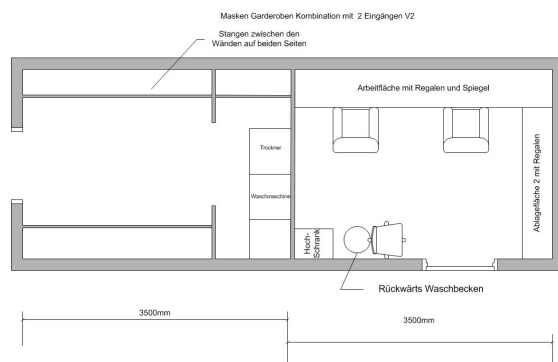 Masken Garderoben Kombination mit 2 Eingängen V2
Stangen zwischen den
Wänden auf beiden Seiten
Arbeitfläche mit Regalen und Spiegel
Trockner
Waschmaschine
Ablagefläche 2 mit Regalen
Hoch-
Schrank
Rückwärts Waschbecken
3500mm
3500mm